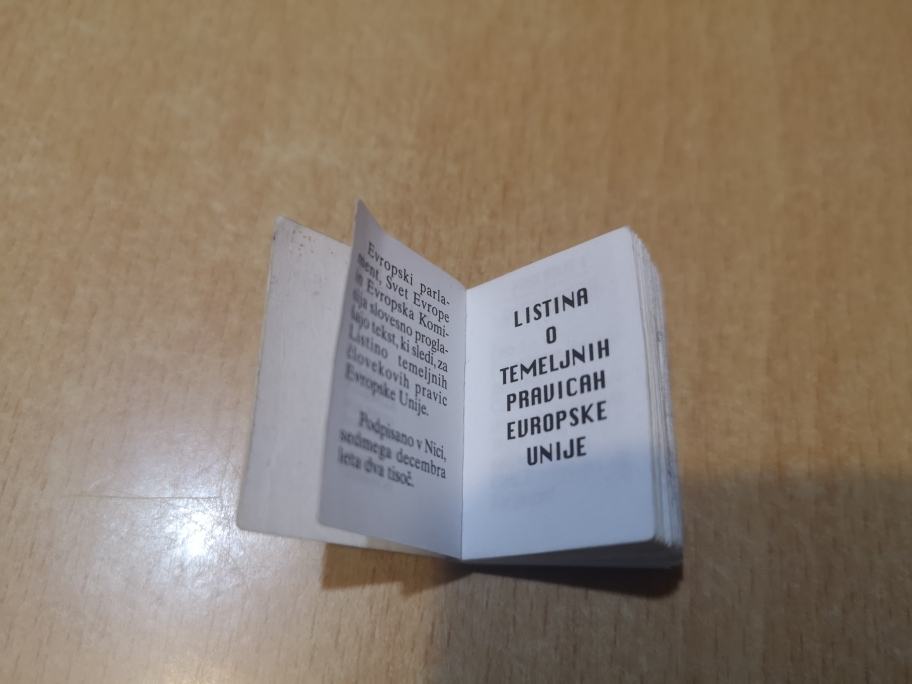 Evropski parla-
ment, Svet Evrope
in Evropska Komi-
sija slovesno progla-
šajo tekst, ki sledi, za
Listino temeljnih
človekovih pravic
Evropske Unije.
Podpisano v Nici,
sedmega decembra
leta dva tisoč.
LISTINA
O
TEMELJNIH
PRAVICAH
EVROPSKE
UNIJE